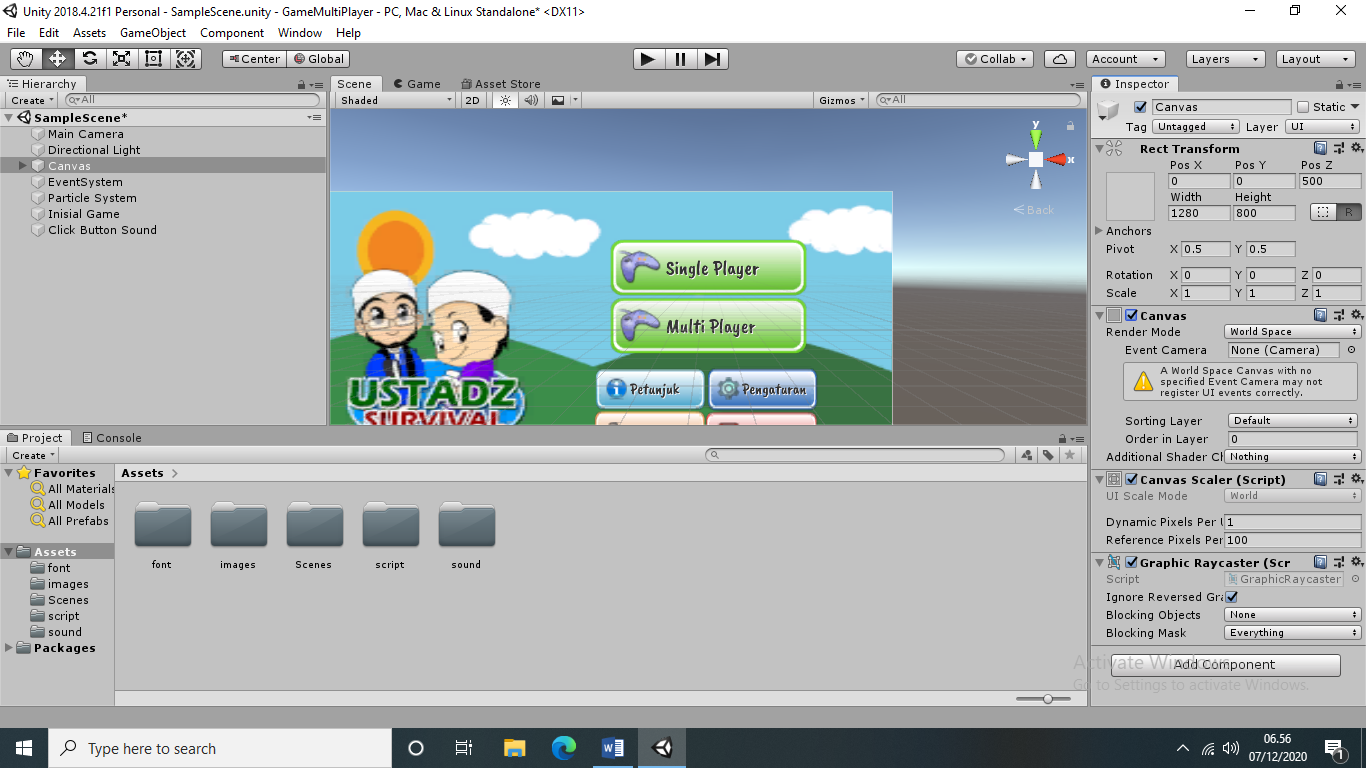 Unity 2018.4.21f1 Personal - SampleScene.unity - GameMultiPlayer - PC, Mac & Linux Standalone* <DX11>
File Edit Assets GameObject Component Window Help
Center Global Collab Account Layers Layout
Hierarchy
Create All
SampleScene*
Main Camera
Directional Light
Canvas
EventSystem
Particle System
Inisial Game
Click Button Sound
Scene Game Asset Store
Shaded 2D Gizmos All
y
x
Back
Single Player
Multi Player
Petunjuk Pengaturan
USTADZ
SURVIVAL
Inspector
Canvas Static
Tag Untagged Layer UI
Rect Transform
Pos X Pos Y Pos Z
0 0 500
Width Height
1280 800
R
Anchors
Pivot X 0.5 Y 0.5
Rotation X 0 Y 0 Z 0
Scale X 1 Y 1 Z 1
Canvas
Render Mode World Space
Event Camera None (Camera)
A World Space Canvas with no
specified Event Camera may not
register UI events correctly.
Sorting Layer Default
Order in Layer 0
Additional Shader Ch Nothing
Canvas Scaler (Script)
UI Scale Mode World
Dynamic Pixels Per U 1
Reference Pixels Per 100
Graphic Raycaster (Scr
Script GraphicRaycaster
Ignore Reversed Gra
Blocking Objects None
Blocking Mask Everything
Add Component
Activate Windows
Go to Settings to activate Windows.
Project Console
Create
Favorites
All Materials
All Models
All Prefabs
Assets
font
images
Scenes
script
sound
Packages
Assets
font images Scenes script sound
Type here to search
06.56
07/12/2020
1